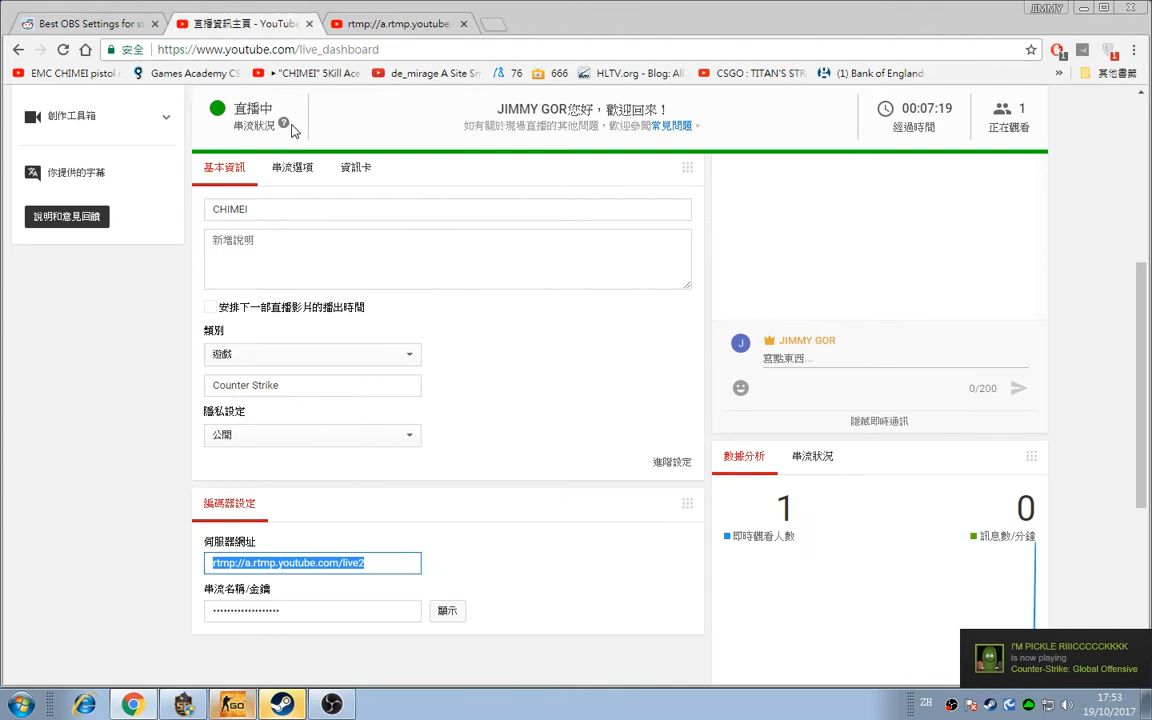 JIMMY
Best OBS Settings for st
直播資訊主頁 - YouTube
rtmp://a.rtmp.youtube.
安全
https://www.youtube.com/live_dashboard
EMC CHIMEI pistol
Games Academy CS
▶ "CHIMEI" 5Kill Ace
de_mirage A Site Sm
76
666
HLTV.org - Blog: All
CSGO : TITAN'S STR
(1) Bank of England
»
其他書籤
創作工具箱
你提供的字幕
說明和意見回饋
直播中
串流狀況
JIMMY GOR您好，歡迎回來！
如有關於現場直播的其他問題，歡迎參閱常見問題。
00:07:19
經過時間
1
正在觀看
基本資訊
串流選項
資訊卡
CHIMEI
新增說明
安排下一部直播影片的播出時間
類別
遊戲
Counter Strike
隱私設定
公開
進階設定
編碼器設定
伺服器網址
rtmp://a.rtmp.youtube.com/live2
串流名稱/金鑰
•••••••••••••••••••
顯示
J
JIMMY GOR
寫點東西...
0/200
隱藏即時通訊
數據分析
串流狀況
1
即時觀看人數
0
訊息數/分鐘
I'M PICKLE RIIICCCCCKKKK
is now playing
Counter-Strike: Global Offensive
GO
ZH
17:53
19/10/2017